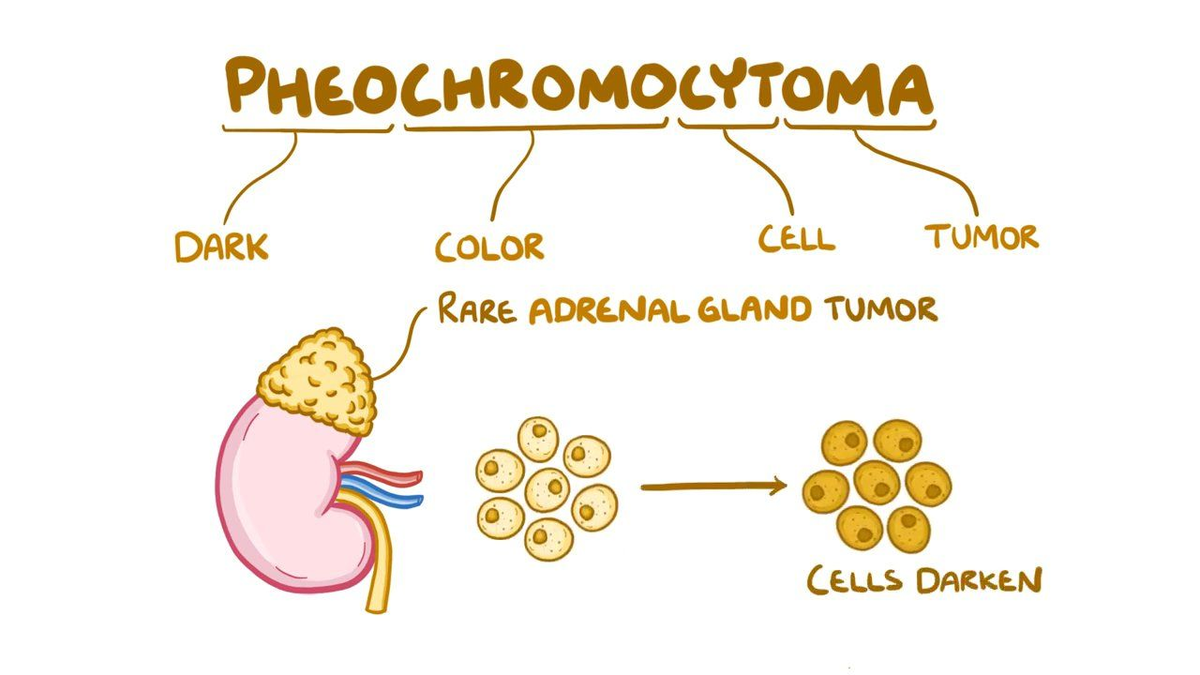 PHEOCHROMOCYTOMA
DARK COLOR CELL TUMOR
RARE ADRENAL GLAND TUMOR
CELLS DARKEN